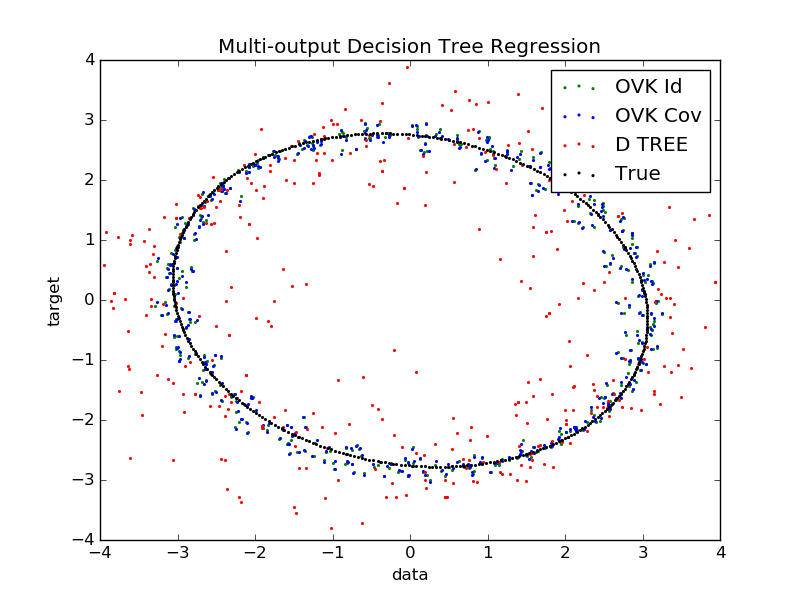 Multi-output Decision Tree Regression
OVK Id
OVK Cov
D TREE
True
4
3
2
1
0
−1
−2
−3
−4
target
−4 −3 −2 −1 0 1 2 3 4
data